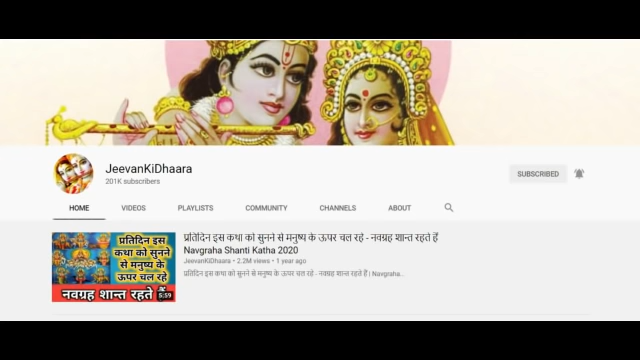 JeevanKiDhaara
201K subscribers
SUBSCRIBED
HOME VIDEOS PLAYLISTS COMMUNITY CHANNELS ABOUT
प्रतिदिन इस
कथा को सुनने
से मनुष्य के
ऊपर चल रहे
नवग्रह शान्त रहते हैं
5:59
प्रतिदिन इस कथा को सुनने से मनुष्य के ऊपर चल रहे - नवग्रह शान्त रहते हैं
Navgraha Shanti Katha 2020
JeevanKiDhaara • 2.2M views • 1 year ago
प्रतिदिन इस कथा को सुनने से मनुष्य के ऊपर चल रहे - नवग्रह शान्त रहते हैं| Navgraha...